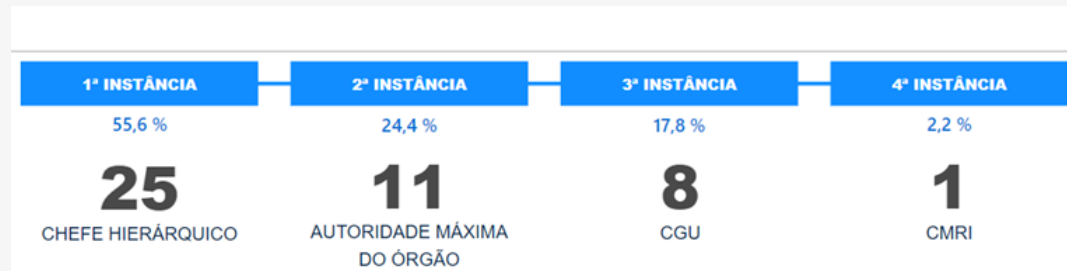 1ª INSTÂNCIA
55,6 %
25
CHEFE HIERÁRQUICO
2ª INSTÂNCIA
24,4 %
11
AUTORIDADE MÁXIMA
DO ÓRGÃO
3ª INSTÂNCIA
17,8 %
8
CGU
4ª INSTÂNCIA
2,2 %
1
CMRI